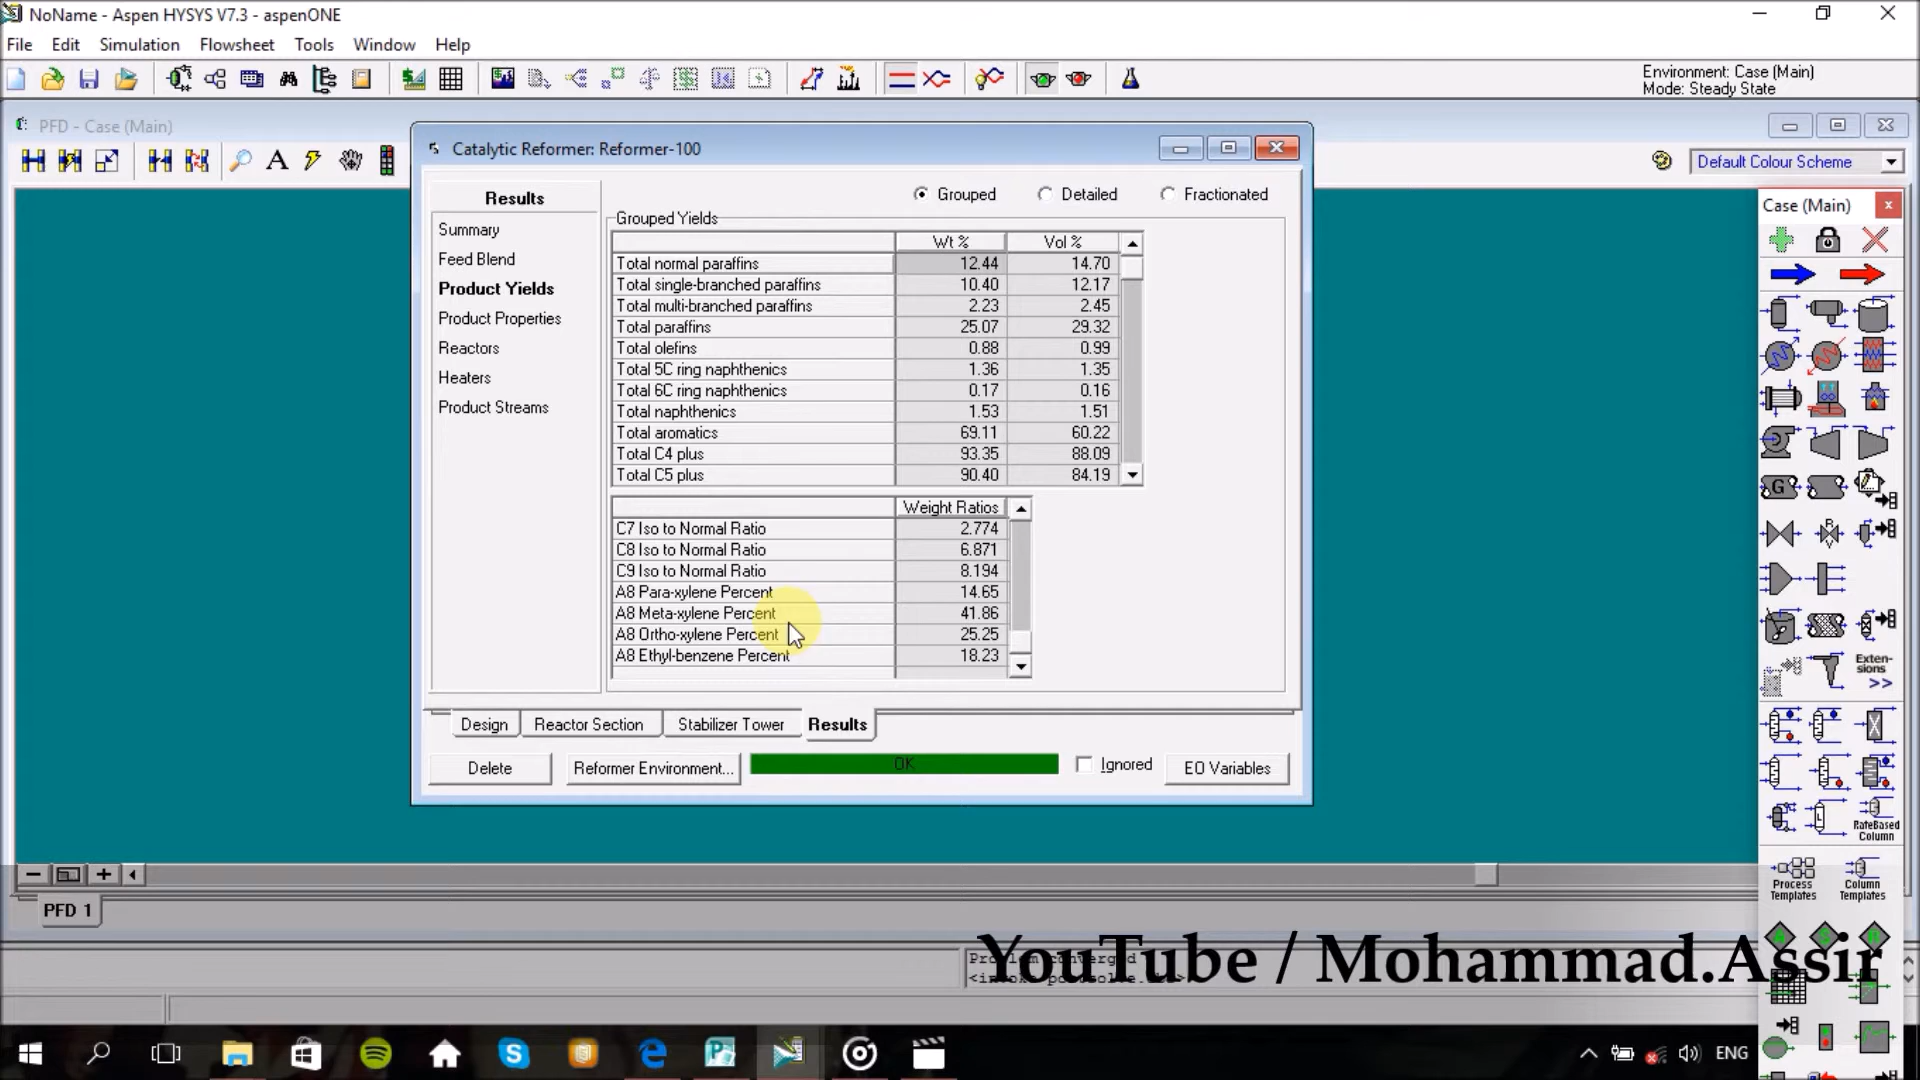 NoName - Aspen HYSYS V7.3 - aspenONE
File Edit Simulation Flowsheet Tools Window Help
Environment: Case (Main)
Mode: Steady State
PFD - Case (Main)
Default Colour Scheme
Catalytic Reformer: Reformer-100
Results
Summary
Feed Blend
Product Yields
Product Properties
Reactors
Heaters
Product Streams
Grouped Detailed Fractionated
Grouped Yields
Wt % Vol %
Total normal paraffins 12.44 14.70
Total single-branched paraffins 10.40 12.17
Total multi-branched paraffins 2.23 2.45
Total paraffins 25.07 29.32
Total olefins 0.88 0.99
Total 5C ring naphthenics 1.36 1.35
Total 6C ring naphthenics 0.17 0.16
Total naphthenics 1.53 1.51
Total aromatics 69.11 60.22
Total C4 plus 93.35 88.09
Total C5 plus 90.40 84.19
Weight Ratios
C7 Iso to Normal Ratio 2.774
C8 Iso to Normal Ratio 6.871
C9 Iso to Normal Ratio 8.194
A8 Para-xylene Percent 14.65
A8 Meta-xylene Percent 41.86
A8 Ortho-xylene Percent 25.25
A8 Ethyl-benzene Percent 18.23
Design Reactor Section Stabilizer Tower Results
Delete Reformer Environment... OK Ignored EO Variables
Case (Main)
Exten-
sions
>>
RateBased
Column
Process
Templates
Column
Templates
PFD 1
YouTube / Mohammad.Assir
ENG